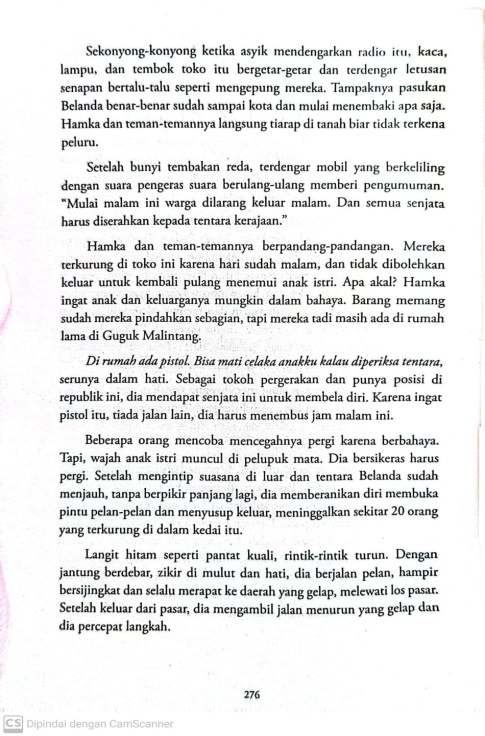 Sekonyong-konyong ketika asyik mendengarkan radio itu, kaca,
lampu, dan tembok toko itu bergetar-getar dan terdengar letusan
senapan bertalu-talu seperti mengepung mereka. Tampaknya pasukan
Belanda benar-benar sudah sampai kota dan mulai menembaki apa saja.
Hamka dan teman-temannya langsung tiarap di tanah biar tidak terkena
peluru.
Setelah bunyi tembakan reda, terdengar mobil yang berkeliling
dengan suara pengeras suara berulang-ulang memberi pengumuman.
“Mulai malam ini warga dilarang keluar malam. Dan semua senjata
harus diserahkan kepada tentara kerajaan.”
Hamka dan teman-temannya berpandang-pandangan. Mereka
terkurung di toko ini karena hari sudah malam, dan tidak dibolehkan
keluar untuk kembali pulang menemui anak istri. Apa akal? Hamka
ingat anak dan keluarganya mungkin dalam bahaya. Barang memang
sudah mereka pindahkan sebagian, tapi mereka tadi masih ada di rumah
lama di Guguk Malintang.
Di rumah ada pistol. Bisa mati celaka anakku kalau diperiksa tentara,
serunya dalam hati. Sebagai tokoh pergerakan dan punya posisi di
republik ini, dia mendapat senjata ini untuk membela diri. Karena ingat
pistol itu, tiada jalan lain, dia harus menembus jam malam ini.
Beberapa orang mencoba mencegahnya pergi karena berbahaya.
Tapi, wajah anak istri muncul di pelupuk mata. Dia bersikeras harus
pergi. Setelah mengintip suasana di luar dan tentara Belanda sudah
menjauh, tanpa berpikir panjang lagi, dia memberanikan diri membuka
pintu pelan-pelan dan menyusup keluar, meninggalkan sekitar 20 orang
yang terkurung di dalam kedai itu.
Langit hitam seperti pantat kuali, rintik-rintik turun. Dengan
jantung berdebar, zikir di mulut dan hati, dia berjalan pelan, hampir
bersijingkat dan selalu merapat ke daerah yang gelap, melewati los pasar.
Setelah keluar dari pasar, dia mengambil jalan menurun yang gelap dan
dia percepat langkah.
276
CS Dipindai dengan CamScanner